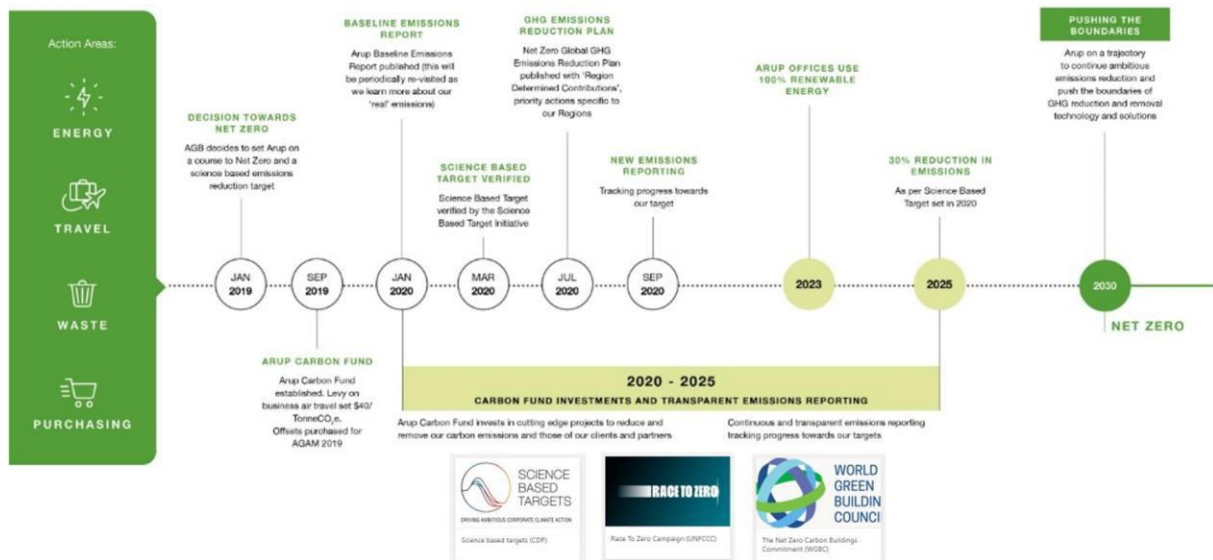 Action Areas:
ENERGY
TRAVEL
WASTE
PURCHASING
DECISION TOWARDS
NET ZERO
AGB decides to set Arup on
a course to Net Zero and a
science based emissions
reduction target
JAN
2019
SEP
2019
ARUP CARBON FUND
Arup Carbon Fund
established. Levy on
business air travel set $40/
TonneCO₂e.
Offsets purchased for
AGAM 2019
BASELINE EMISSIONS
REPORT
Arup Baseline Emissions
Report published (this will
be periodically re-visited as
we learn more about our
'real' emissions)
JAN
2020
SCIENCE BASED
TARGET VERIFIED
Science Based Target
verified by the Science
Based Target Initiative
MAR
2020
GHG EMISSIONS
REDUCTION PLAN
Net Zero Global GHG
Emissions Reduction Plan
published with 'Region
Determined Contributions',
priority actions specific to
our Regions
JUL
2020
NEW EMISSIONS
REPORTING
Tracking progress towards
our target
SEP
2020
ARUP OFFICES USE
100% RENEWABLE
ENERGY
2023
30% REDUCTION IN
EMISSIONS
As per Science Based
Target set in 2020
2025
PUSHING THE
BOUNDARIES
Arup on a trajectory
to continue ambitious
emissions reduction and
push the boundaries of
GHG reduction and removal
technology and solutions
2030
NET ZERO
2020 - 2025
CARBON FUND INVESTMENTS AND TRANSPARENT EMISSIONS REPORTING
Arup Carbon Fund invests in cutting edge projects to reduce and
remove our carbon emissions and those of our clients and partners
Continuous and transparent emissions reporting
tracking progress towards our targets
SCIENCE
BASED
TARGETS
DRIVING AMBITIOUS CORPORATE CLIMATE ACTION
Science based targets (CDP)
RACE TO ZERO
Race To Zero Campaign (UNFCCC)
WORLD
GREEN
BUILDIN
COUNCI
The Net Zero Carbon Buildings
Commitment (WGBC)